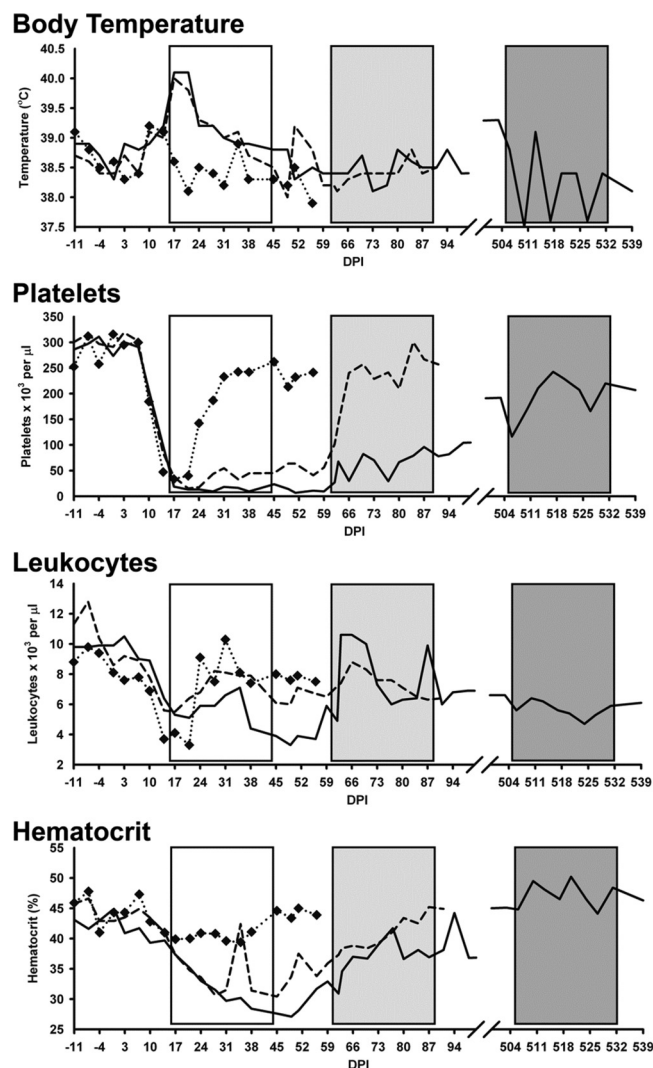 Body Temperature
Temperature (°C)
40.5
40.0
39.5
39.0
38.5
38.0
37.5
-11 -4 3 10 17 24 31 38 45 52 59 66 73 80 87 94 504 511 518 525 532 539
DPI
Platelets
Platelets x 10³ per µl
350
300
250
200
150
100
50
0
-11 -4 3 10 17 24 31 38 45 52 59 66 73 80 87 94 504 511 518 525 532 539
DPI
Leukocytes
Leukocytes x 10³ per µl
14
12
10
8
6
4
2
-11 -4 3 10 17 24 31 38 45 52 59 66 73 80 87 94 504 511 518 525 532 539
DPI
Hematocrit
Hematocrit (%)
55
50
45
40
35
30
25
-11 -4 3 10 17 24 31 38 45 52 59 66 73 80 87 94 504 511 518 525 532 539
DPI